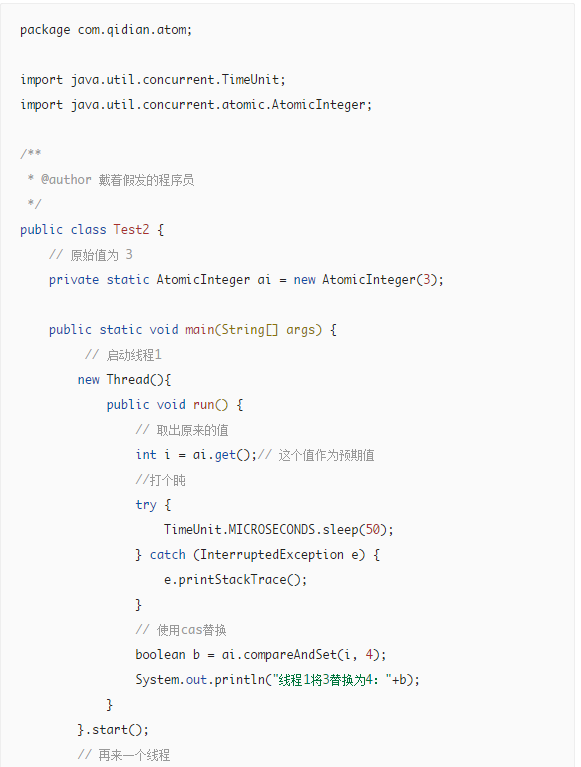 package com.qidian.atom;
import java.util.concurrent.TimeUnit;
import java.util.concurrent.atomic.AtomicInteger;
/**
 * @author 戴着假发的程序员
 */
public class Test2 {
    // 原始值为 3
    private static AtomicInteger ai = new AtomicInteger(3);
    public static void main(String[] args) {
         // 启动线程1
        new Thread(){
            public void run() {
                // 取出原来的值
                int i = ai.get();// 这个值作为预期值
                //打个盹
                try {
                    TimeUnit.MICROSECONDS.sleep(50);
                } catch (InterruptedException e) {
                    e.printStackTrace();
                }
                // 使用cas替换
                boolean b = ai.compareAndSet(i, 4);
                System.out.println("线程1将3替换为4："+b);
            }
        }.start();
        // 再来一个线程